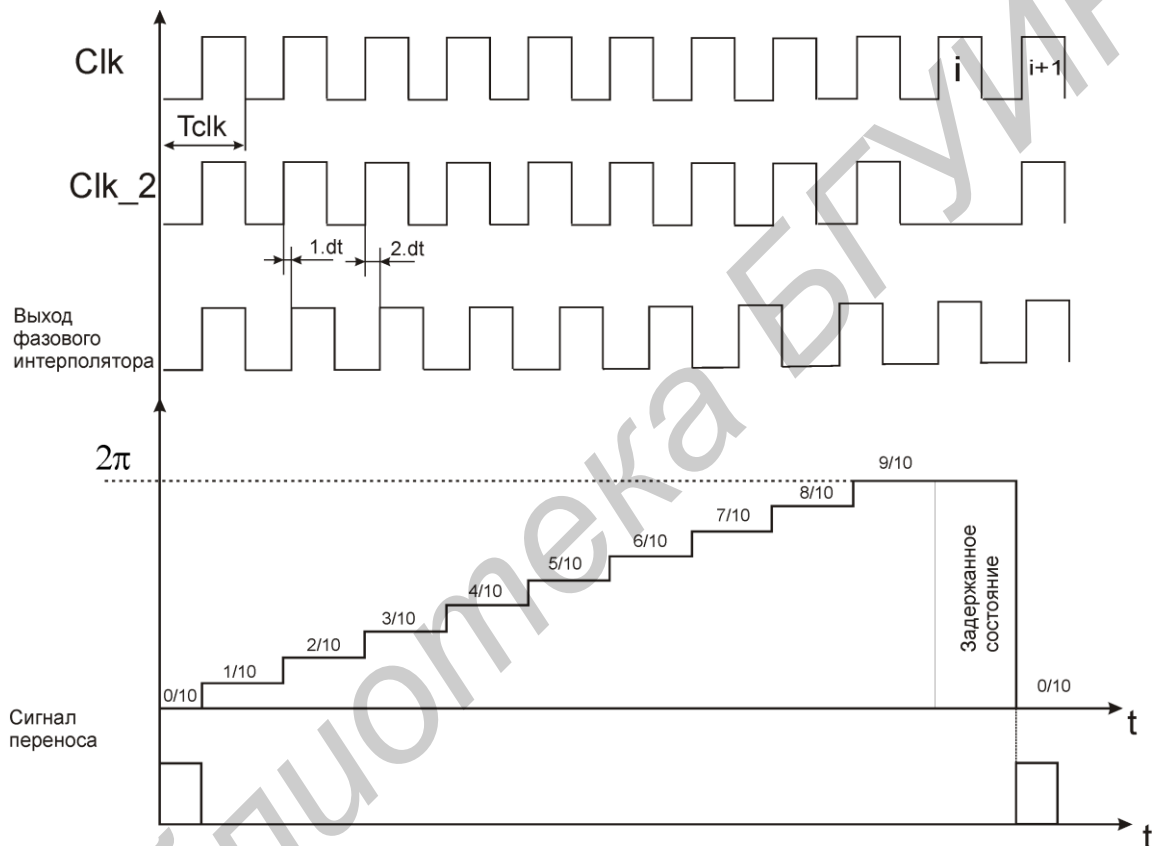 Clk
i
i+1
Tclk
Clk_2
1.dt
2.dt
Выход
фазового
интерполятора
2π
9/10
8/10
7/10
6/10
5/10
4/10
3/10
2/10
1/10
0/10
Задержанное
состояние
0/10
t
Сигнал
переноса
t
библиотека БГУИР